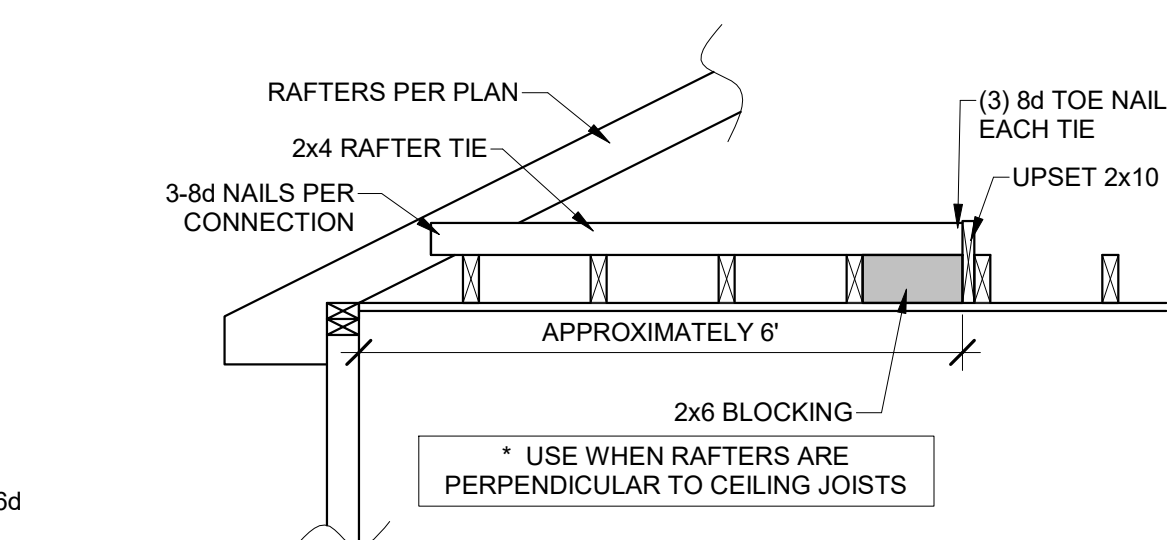 RAFTERS PER PLAN
2x4 RAFTER TIE
3-8d NAILS PER
CONNECTION
(3) 8d TOE NAIL
EACH TIE
UPSET 2x10
APPROXIMATELY 6'
2x6 BLOCKING
* USE WHEN RAFTERS ARE
PERPENDICULAR TO CEILING JOISTS
6d